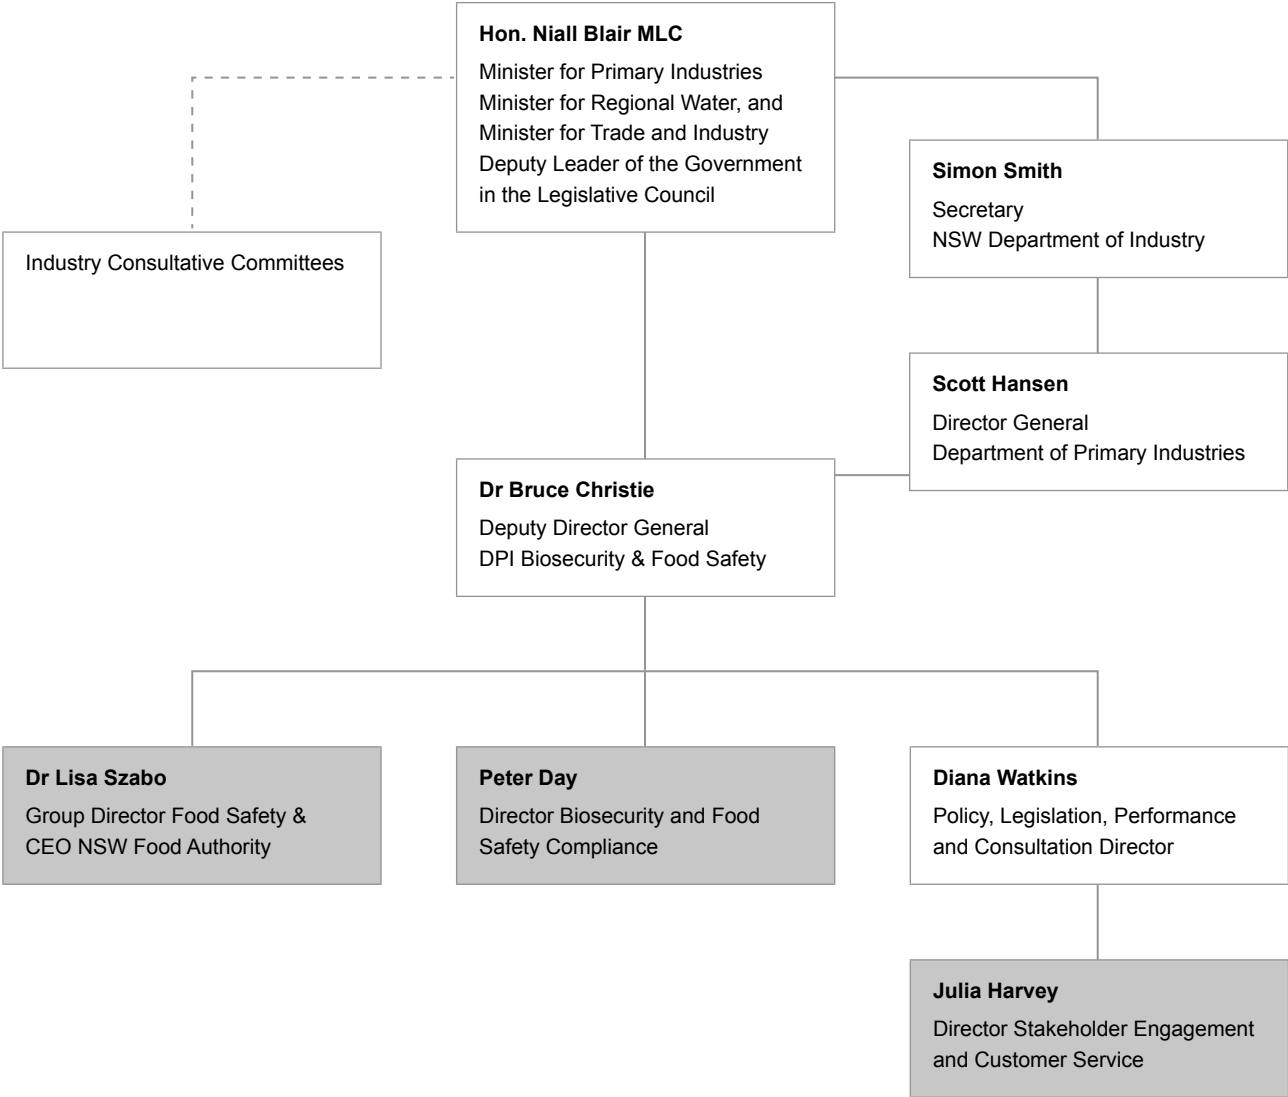 Hon. Niall Blair MLC
Minister for Primary Industries
Minister for Regional Water, and
Minister for Trade and Industry
Deputy Leader of the Government
in the Legislative Council
Simon Smith
Secretary
NSW Department of Industry
Industry Consultative Committees
Scott Hansen
Director General
Department of Primary Industries
Dr Bruce Christie
Deputy Director General
DPI Biosecurity & Food Safety
Dr Lisa Szabo
Group Director Food Safety &
CEO NSW Food Authority
Peter Day
Director Biosecurity and Food
Safety Compliance
Diana Watkins
Policy, Legislation, Performance
and Consultation Director
Julia Harvey
Director Stakeholder Engagement
and Customer Service